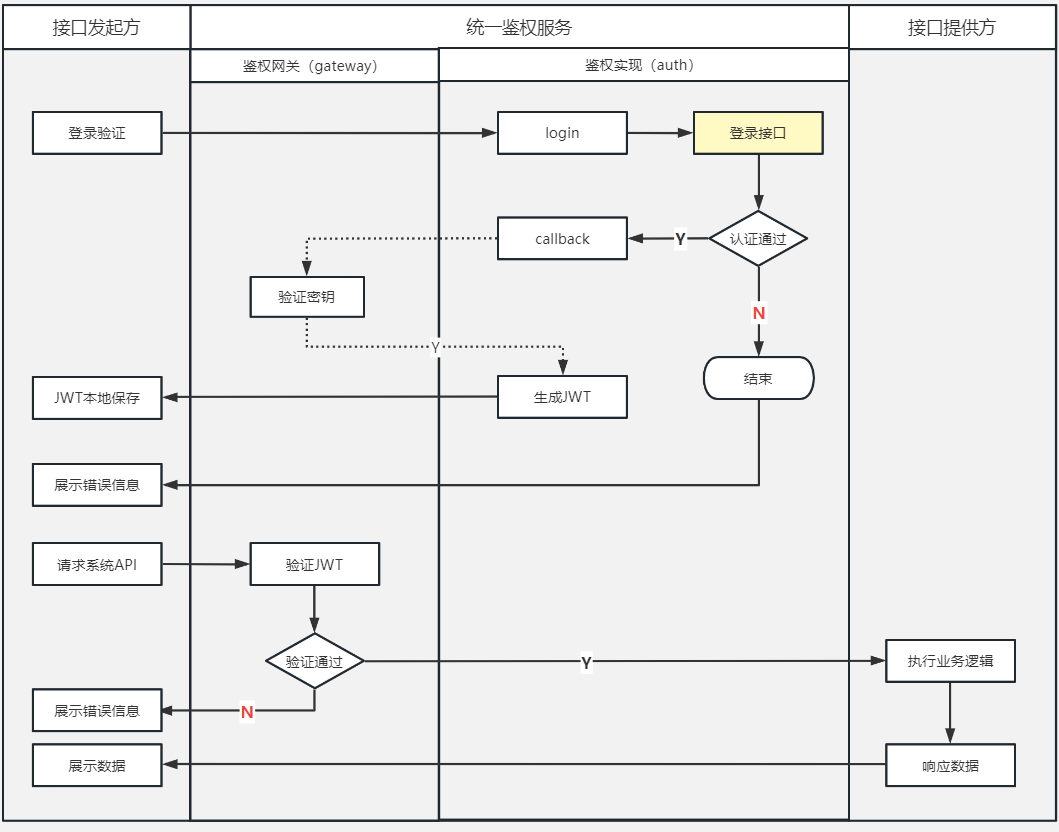 接口发起方
统一鉴权服务
接口提供方
鉴权网关（gateway）
鉴权实现（auth）
登录验证
login
登录接口
callback
Y
认证通过
验证密钥
N
Y
结束
JWT本地保存
生成JWT
展示错误信息
请求系统API
验证JWT
验证通过
Y
执行业务逻辑
展示错误信息
N
展示数据
响应数据